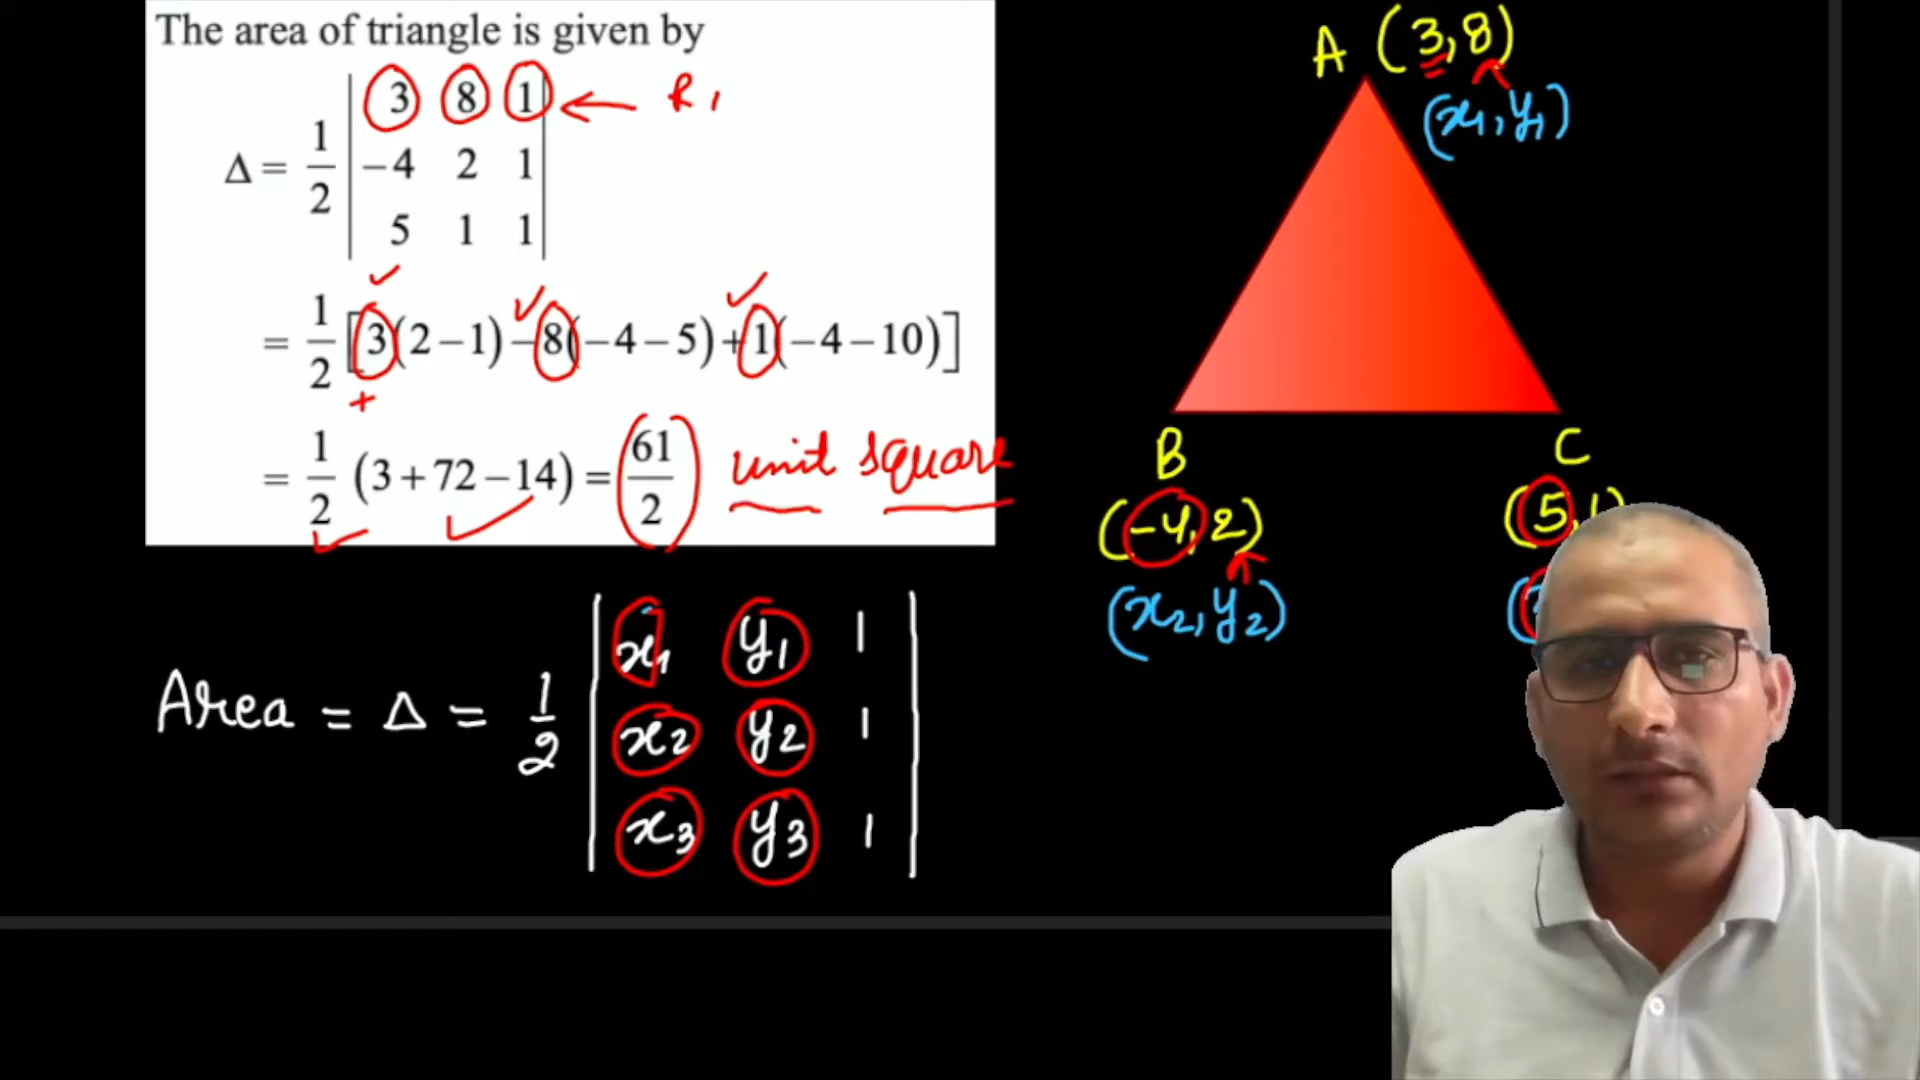 The area of triangle is given by
Δ = 1/2 | 3 8 1 | ← R1
| -4 2 1 |
| 5 1 1 |
= 1/2 [3(2−1)−8(−4−5)+1(−4−10)]
+
= 1/2 (3+72−14) = 61/2 unit square
Area = Δ = 1/2 | x1 y1 1 |
| x2 y2 1 |
| x3 y3 1 |
A (3,8)
(x1, y1)
B
(-4, 2)
(x2, y2)
C
(5, 1)